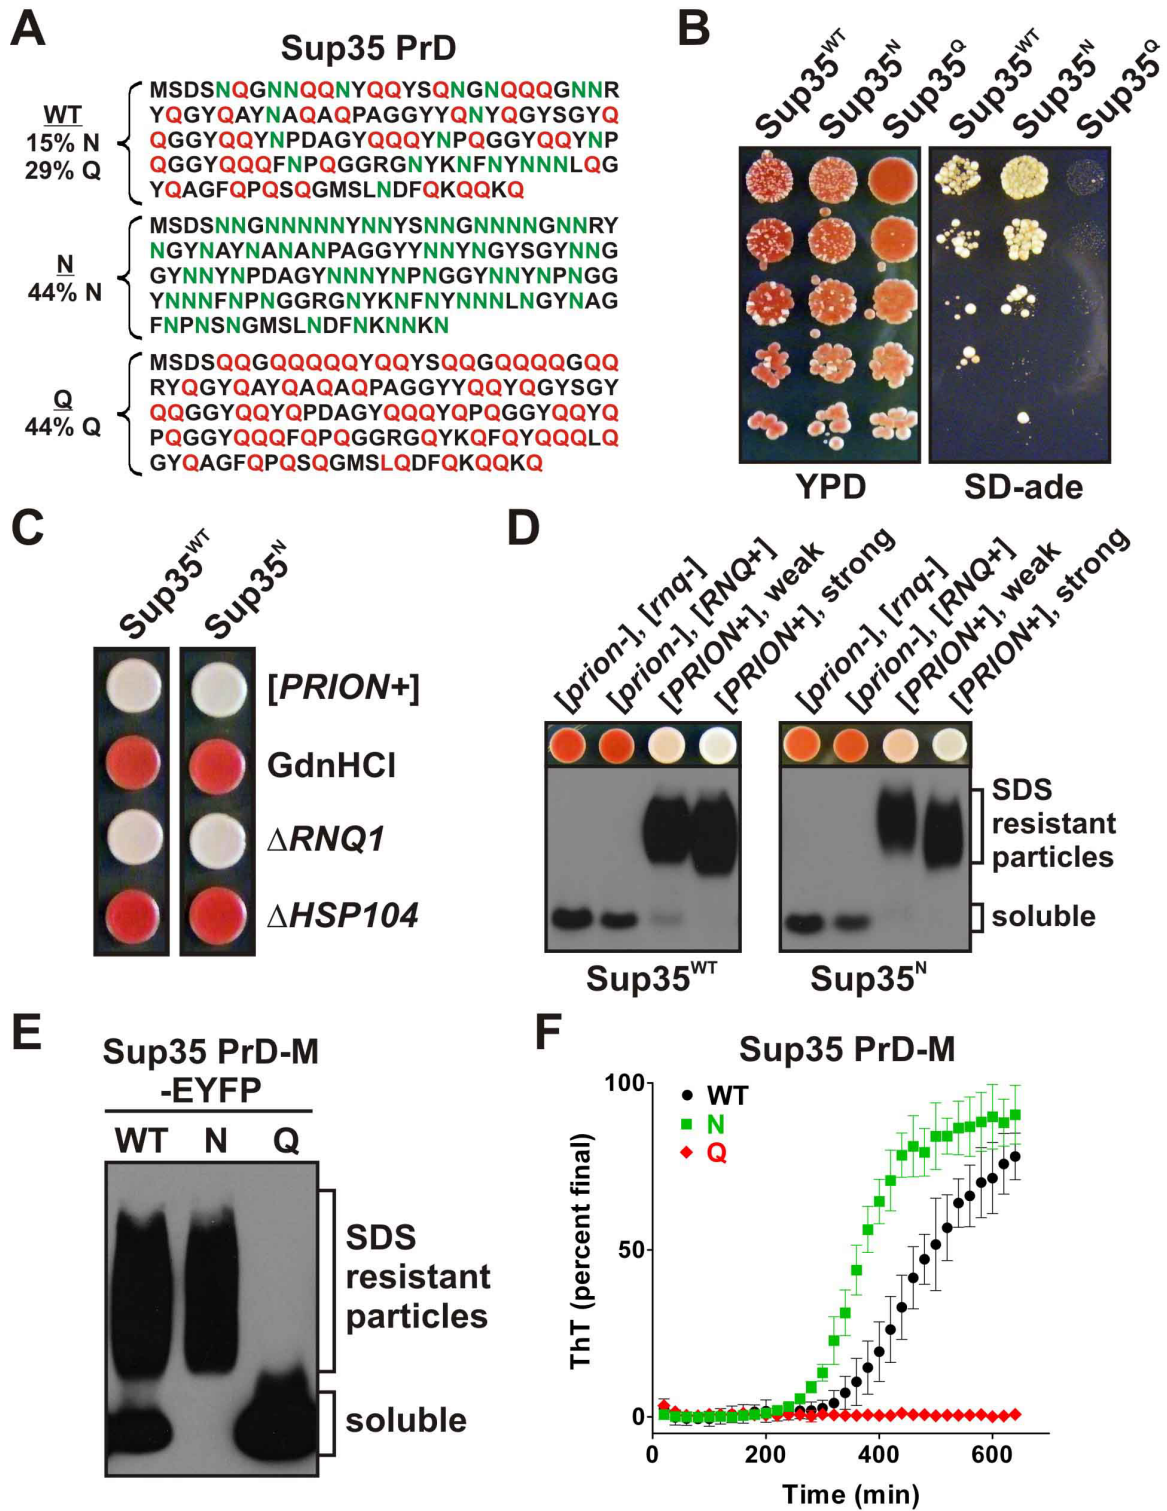 A
Sup35 PrD
WT
15% N
29% Q
MSDSNQGNNQQNYQQYSQNGNQQQGNNR
YQGYQAYNAQAQPAGGYYQNYQGYSGYQ
QGGYQQYNPDAGYQQQYNPQGGYQQYNP
QGGYQQQFNPQGGRGNYKNFNYNNNLQG
YQAGFQPQSQGMSLNDFQKQQKQ
N
44% N
MSDSNNGNNNNNYNNYSNNGNNNNGNNRY
NGYNAYNANANPAGGYYNNYNGYSGYNNG
GYNNYNPDAGYNNNYNPNGGYNNYNPNGG
YNNNFNPNGGRGNYKNFNYNNNLNGYNAG
FNPNSNGMSLNDFNKNNKN
Q
44% Q
MSDSQQGQQQQQYQQYSQQGQQQQGQQ
RYQGYQAYQAQAQPAGGYYQQYQGYSGY
QQGGYQQYQPDAGYQQQYQPQGGYQQYQ
PQGGYQQQFQPQGGRGQYKQFQYQQQLQ
GYQAGFQPQSQGMSLQDFQKQQKQ
B
Sup35WT
Sup35N
Sup35Q
Sup35WT
Sup35N
Sup35Q
YPD
SD-ade
C
Sup35WT
Sup35N
[PRION+]
GdnHCl
ΔRNQ1
ΔHSP104
D
[prion-], [rnq-]
[prion-], [RNQ+]
[PRION+], weak
[PRION+], strong
[prion-], [rnq-]
[prion-], [RNQ+]
[PRION+], weak
[PRION+], strong
SDS
resistant
particles
soluble
Sup35WT
Sup35N
E
Sup35 PrD-M
-EYFP
WT N Q
SDS
resistant
particles
soluble
F
Sup35 PrD-M
WT
N
Q
ThT (percent final)
100
50
0
0 200 400 600
Time (min)